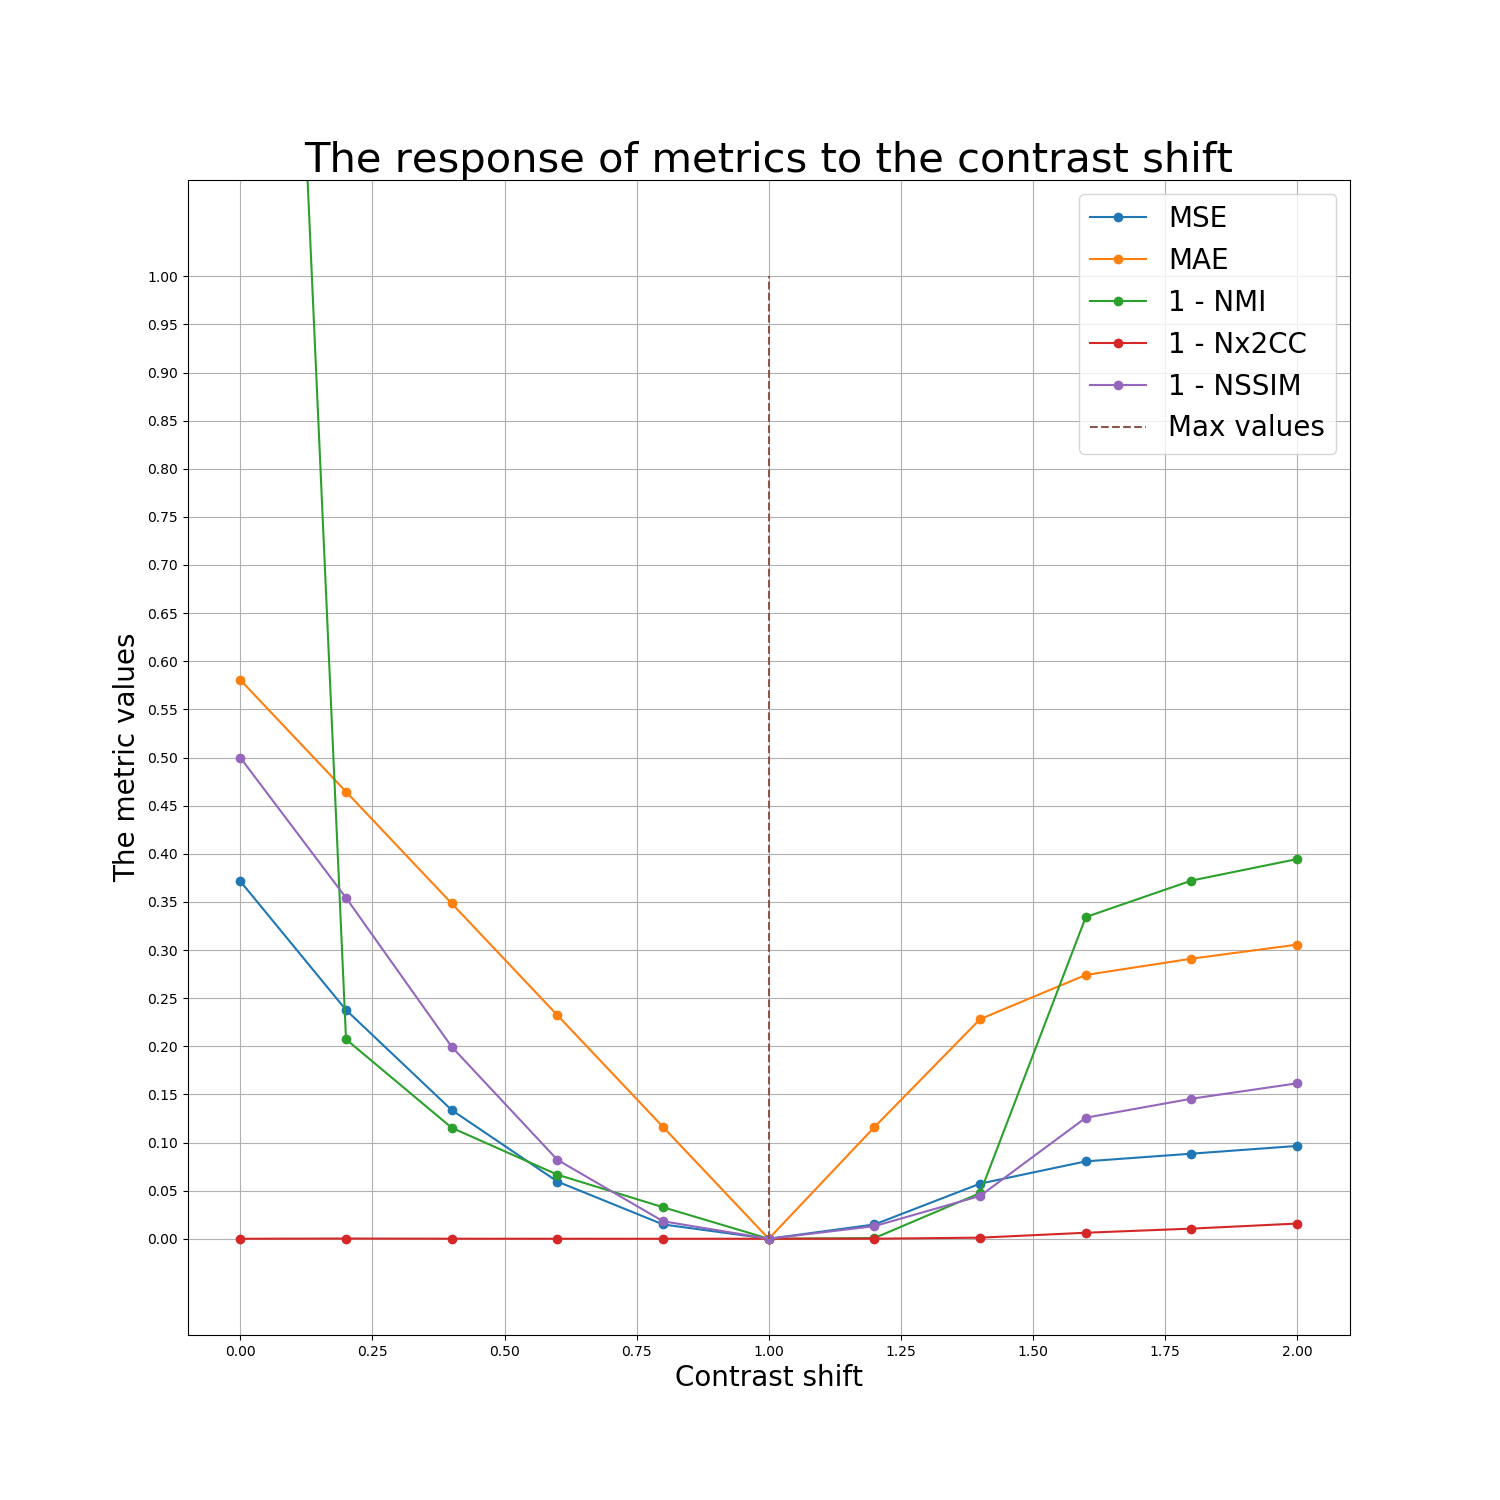 The response of metrics to the contrast shift
MSE
MAE
1 - NMI
1 - Nx2CC
1 - NSSIM
Max values
The metric values
1.00
0.95
0.90
0.85
0.80
0.75
0.70
0.65
0.60
0.55
0.50
0.45
0.40
0.35
0.30
0.25
0.20
0.15
0.10
0.05
0.00
0.00 0.25 0.50 0.75 1.00 1.25 1.50 1.75 2.00
Contrast shift